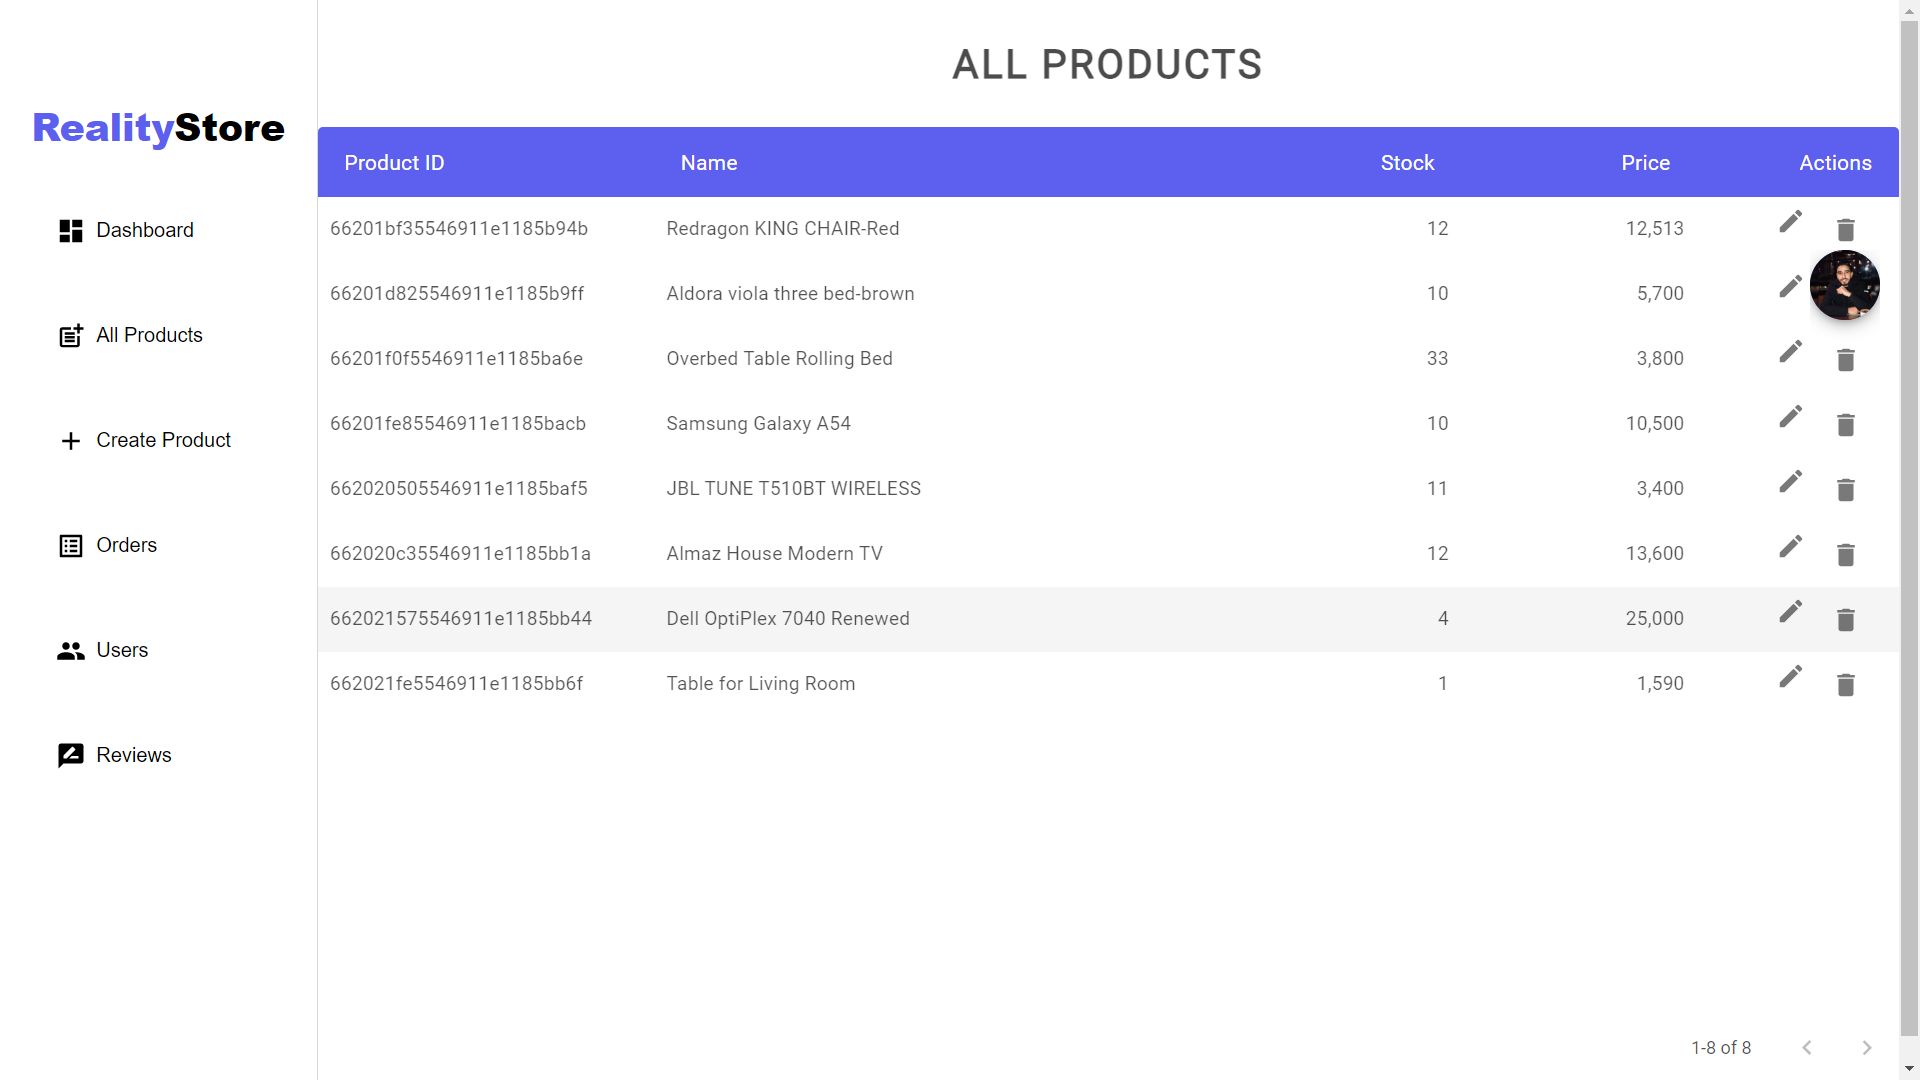 ALL PRODUCTS
RealityStore
Product ID Name Stock Price Actions
Dashboard
66201bf35546911e1185b94b Redragon KING CHAIR-Red 12 12,513
66201d825546911e1185b9ff Aldora viola three bed-brown 10 5,700
All Products
66201f0f5546911e1185ba6e Overbed Table Rolling Bed 33 3,800
66201fe85546911e1185bacb Samsung Galaxy A54 10 10,500
Create Product
662020505546911e1185baf5 JBL TUNE T510BT WIRELESS 11 3,400
Orders
662020c35546911e1185bb1a Almaz House Modern TV 12 13,600
662021575546911e1185bb44 Dell OptiPlex 7040 Renewed 4 25,000
Users
662021fe5546911e1185bb6f Table for Living Room 1 1,590
Reviews
1-8 of 8